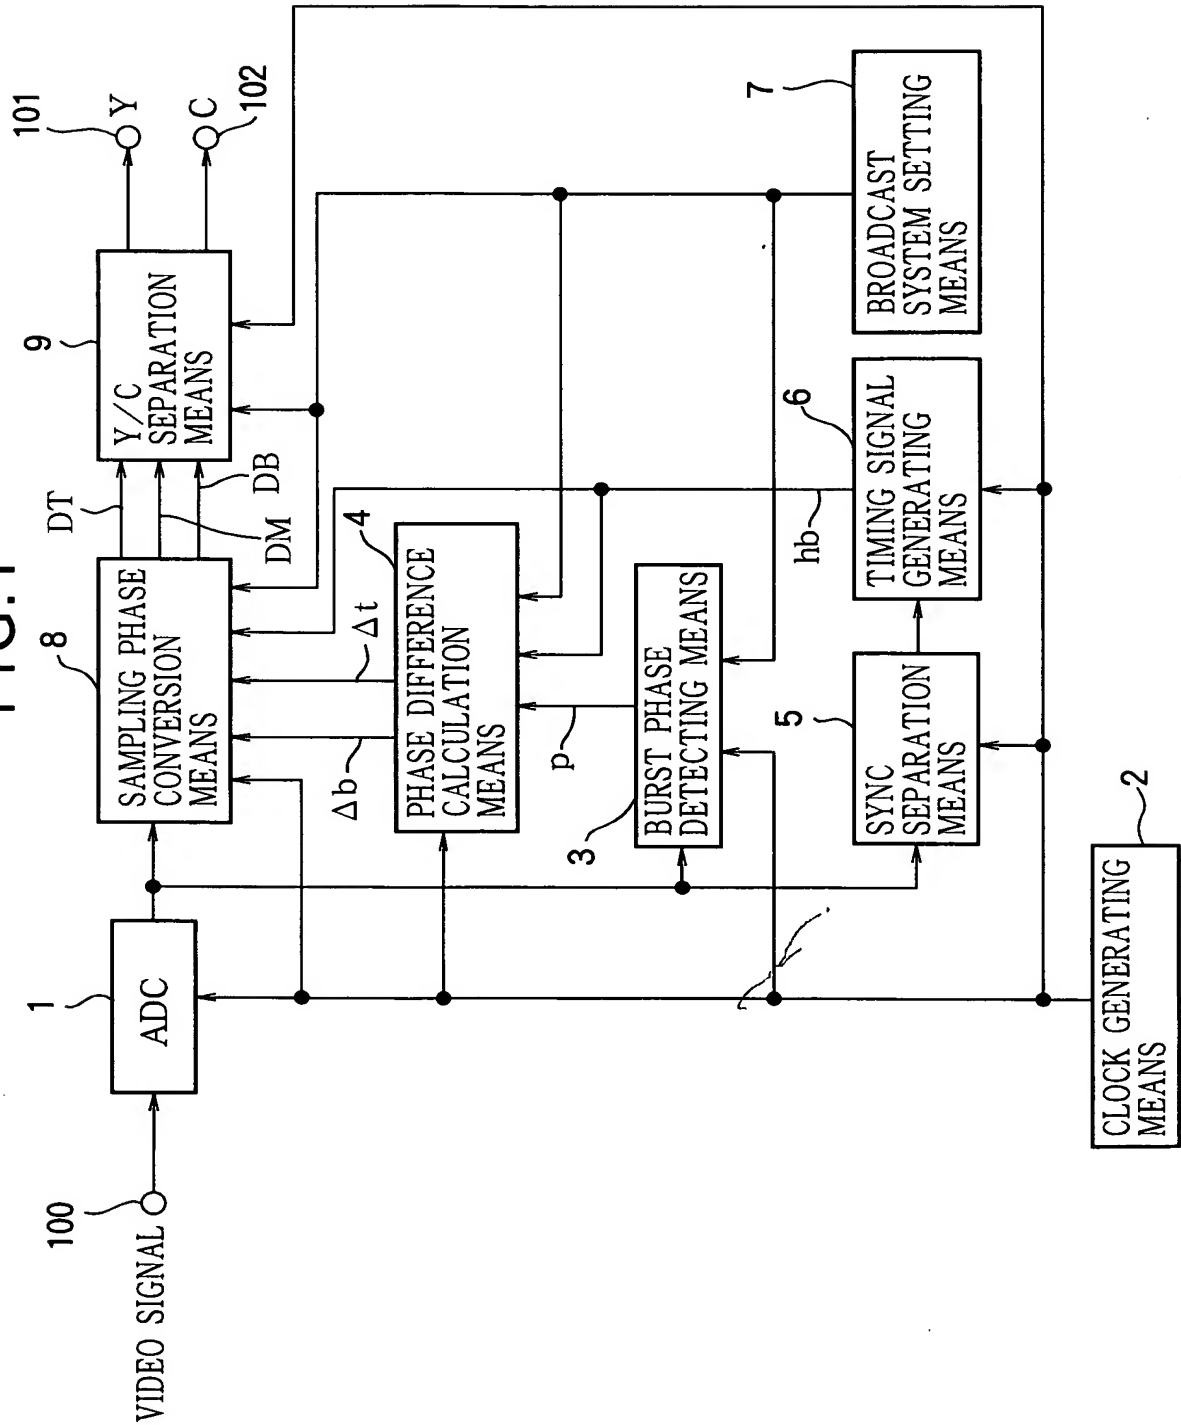 101
Y
102
C
9
Y/C
SEPARATION
MEANS
DT
DM
DB
7
BROADCAST
SYSTEM SETTING
MEANS
8
SAMPLING PHASE
CONVERSION
MEANS
4
PHASE DIFFERENCE
CALCULATION
MEANS
Δt
Δb
hb
6
TIMING SIGNAL
GENERATING
MEANS
p
3
BURST PHASE
DETECTING MEANS
5
SYNC
SEPARATION
MEANS
1
ADC
2
CLOCK GENERATING
MEANS
100
VIDEO SIGNAL